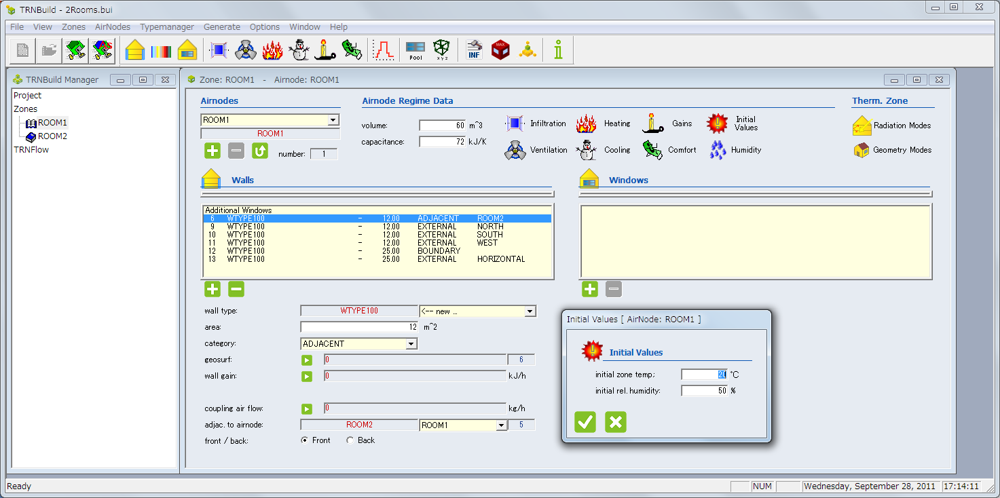 TRNBuild - 2Rooms.bui
File View Zones AirNodes Typemanager Generate Options Window Help
Pool
x y z
INF
MAX
TRNBuild Manager
Project
Zones
ROOM1
ROOM2
TRNFlow
Zone: ROOM1 - Airnode: ROOM1
Airnodes
ROOM1
ROOM1
number: 1
Airnode Regime Data
volume: 60 m^3
capacitance: 72 kJ/K
Infiltration Heating Gains Initial Values
Ventilation Cooling Comfort Humidity
Therm. Zone
Radiation Modes
Geometry Modes
Walls
Additional Windows
6 WTYPE100 - 12.00 ADJACENT ROOM2
9 WTYPE100 - 12.00 EXTERNAL NORTH
10 WTYPE100 - 12.00 EXTERNAL SOUTH
11 WTYPE100 - 12.00 EXTERNAL WEST
12 WTYPE100 - 25.00 BOUNDARY
13 WTYPE100 - 25.00 EXTERNAL HORIZONTAL
Windows
wall type: WTYPE100 <-- new ...
area: 12 m^2
category: ADJACENT
geosurf: 0 6
wall gain: 0 kJ/h
coupling air flow: 0 kg/h
adjac. to airnode: ROOM2 ROOM1 5
front / back: Front Back
Initial Values [ AirNode: ROOM1 ]
Initial Values
initial zone temp: 20 °C
initial rel. humidity: 50 %
Ready
NUM
Wednesday, September 28, 2011 17:14:11